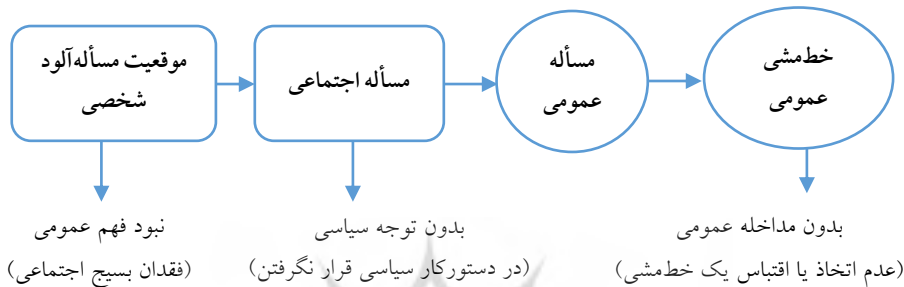 موقعیت مسأله‌آلود
شخصی
مسأله اجتماعی
مسأله
عمومی
خط‌مشی
عمومی
نبود فهم عمومی
(فقدان بسیج اجتماعی)
بدون توجه سیاسی
(در دستورکار سیاسی قرار نگرفتن)
بدون مداخله عمومی
(عدم اتخاذ یا اقتباس یک خط‌مشی)